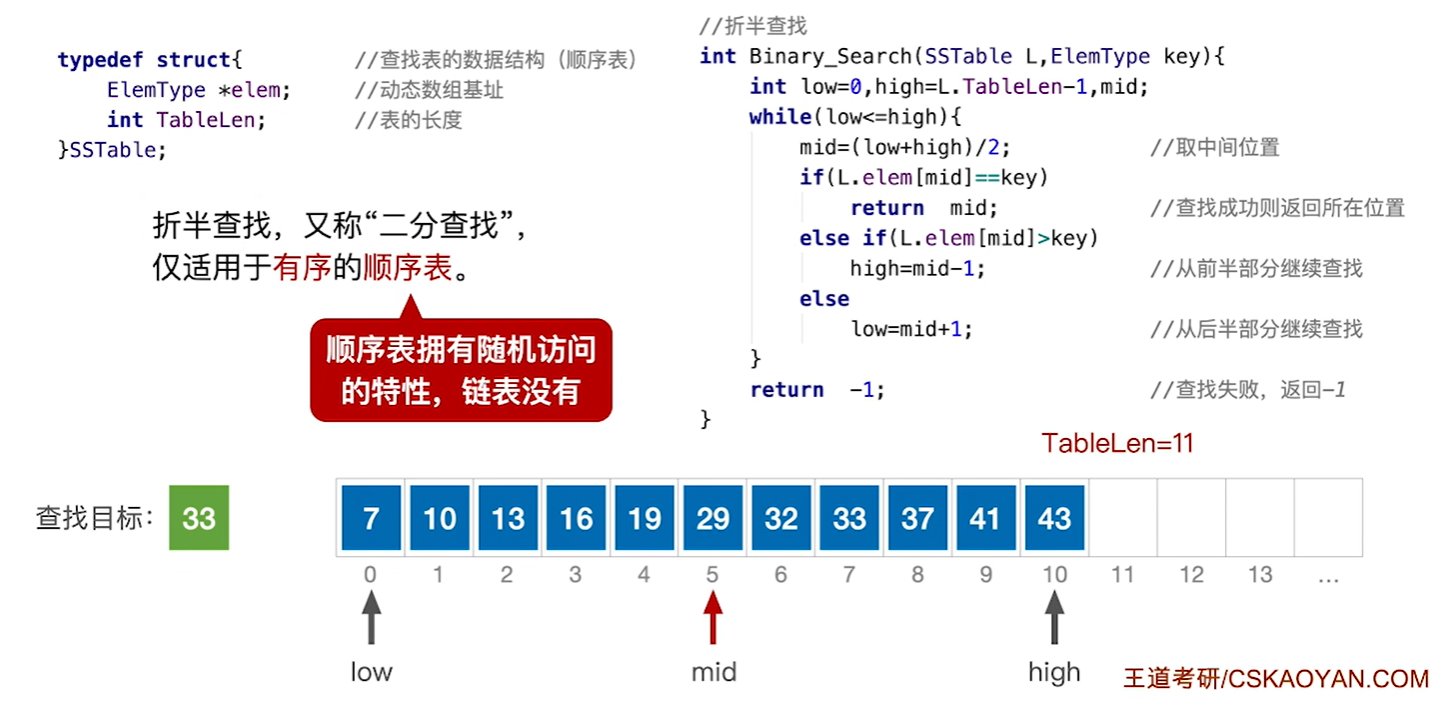 typedef struct{ //查找表的数据结构（顺序表）
ElemType *elem; //动态数组基址
int TableLen; //表的长度
}SSTable;
折半查找，又称“二分查找”，
仅适用于有序的顺序表。
顺序表拥有随机访问
的特性，链表没有
//折半查找
int Binary_Search(SSTable L,ElemType key){
int low=0,high=L.TableLen-1,mid;
while(low<=high){
mid=(low+high)/2; //取中间位置
if(L.elem[mid]==key)
return mid; //查找成功则返回所在位置
else if(L.elem[mid]>key)
high=mid-1; //从前半部分继续查找
else
low=mid+1; //从后半部分继续查找
}
return -1; //查找失败，返回-1
}
TableLen=11
查找目标： 33 7 10 13 16 19 29 32 33 37 41 43
0 1 2 3 4 5 6 7 8 9 10 11 12 13 ...
low mid high
王道考研/CSKAOYAN.COM